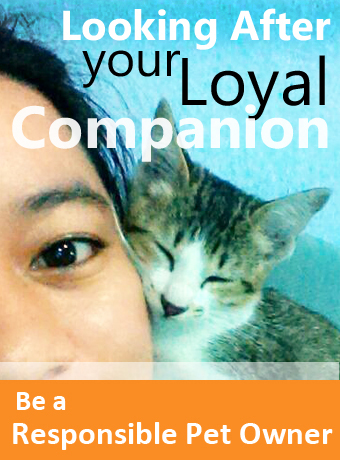 Looking After
your
Loyal
Companion
Be a
Responsible Pet Owner